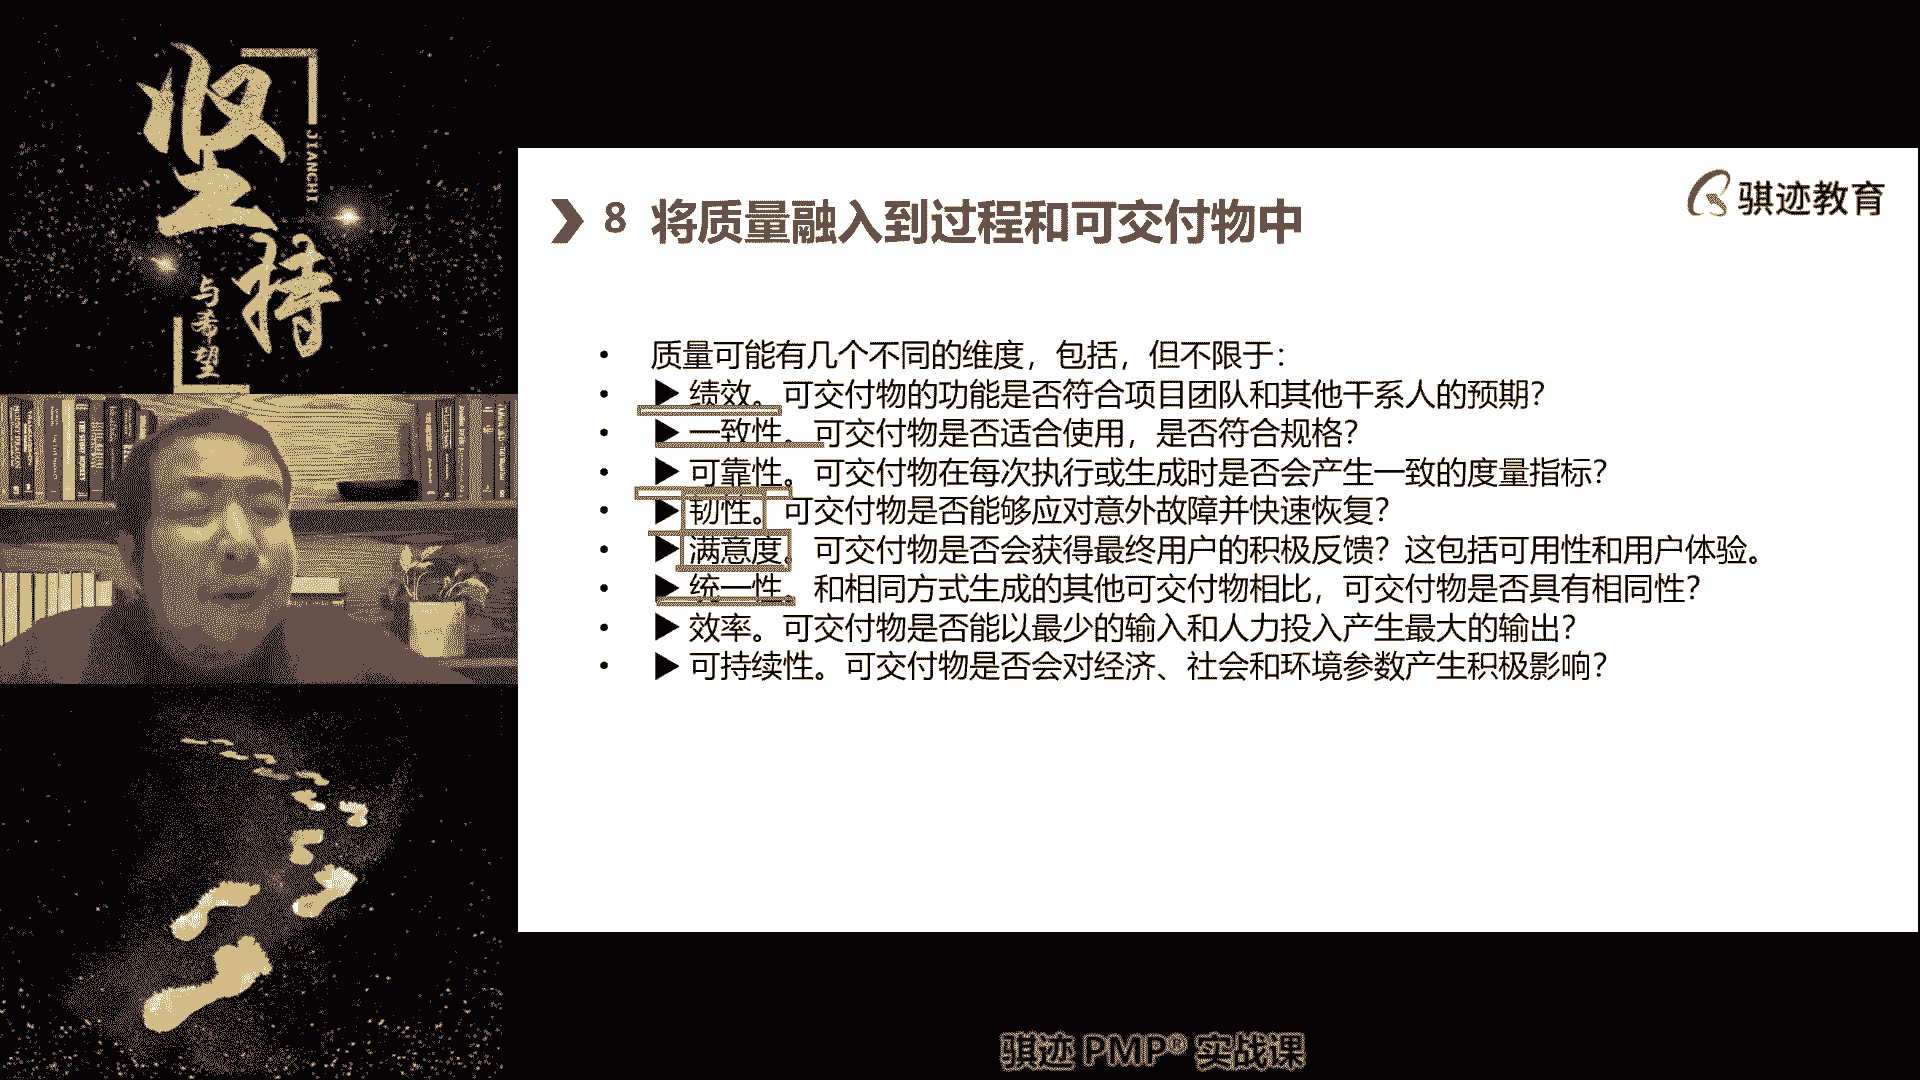 坚持
JIANCHI
与希望
骐迹教育
8 将质量融入到过程和可交付物中
• 质量可能有几个不同的维度，包括，但不限于：
• ▶ 绩效。可交付物的功能是否符合项目团队和其他干系人的预期？
• ▶ 一致性。可交付物是否适合使用，是否符合规格？
• ▶ 可靠性。可交付物在每次执行或生成时是否会产生一致的度量指标？
• ▶ 韧性。可交付物是否能够应对意外故障并快速恢复？
• ▶ 满意度。可交付物是否会获得最终用户的积极反馈？这包括可用性和用户体验。
• ▶ 统一性。和相同方式生成的其他可交付物相比，可交付物是否具有相同性？
• ▶ 效率。可交付物是否能以最少的输入和人力投入产生最大的输出？
• ▶ 可持续性。可交付物是否会对经济、社会和环境参数产生积极影响？
骐迹 PMP® 实战课